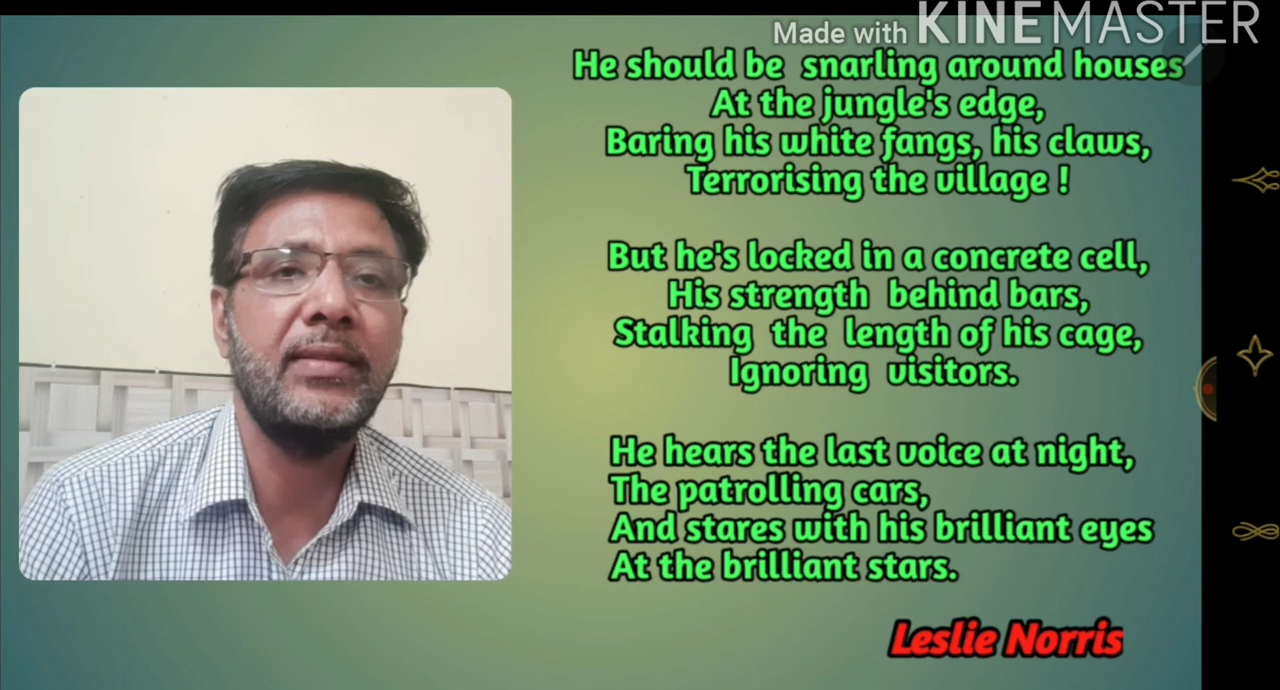 Made with KINEMASTER
He should be snarling around houses
At the jungle's edge,
Baring his white fangs, his claws,
Terrorising the village !
But he's locked in a concrete cell,
His strength behind bars,
Stalking the length of his cage,
Ignoring visitors.
He hears the last voice at night,
The patrolling cars,
And stares with his brilliant eyes
At the brilliant stars.
Leslie Norris